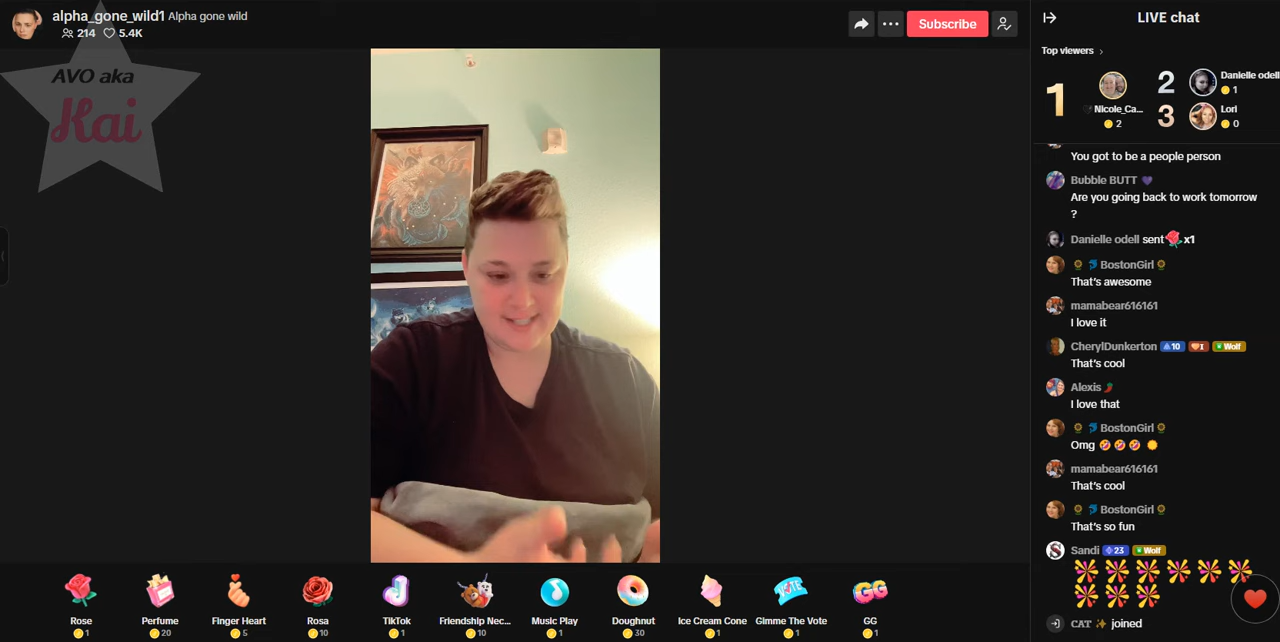 alpha_gone_wild1 Alpha gone wild
214 5.4K
AVO aka
Kai
Subscribe
LIVE chat
Top viewers
1
Nicole_Ca...
2
2
Danielle odell
1
3
Lori
0
You got to be a people person
Bubble BUTT
Are you going back to work tomorrow
?
Danielle odell sent x1
BostonGirl
That's awesome
mamabear616161
I love it
CherylDunkerton 10 I Wolf
That's cool
Alexis
I love that
BostonGirl
Omg
mamabear616161
That's cool
BostonGirl
That's so fun
Sandi 23 Wolf
CAT joined
Rose
1
Perfume
20
Finger Heart
5
Rosa
10
TikTok
1
Friendship Nec...
10
Music Play
1
Doughnut
30
Ice Cream Cone
1
VOTE
Gimme The Vote
1
GG
GG
1